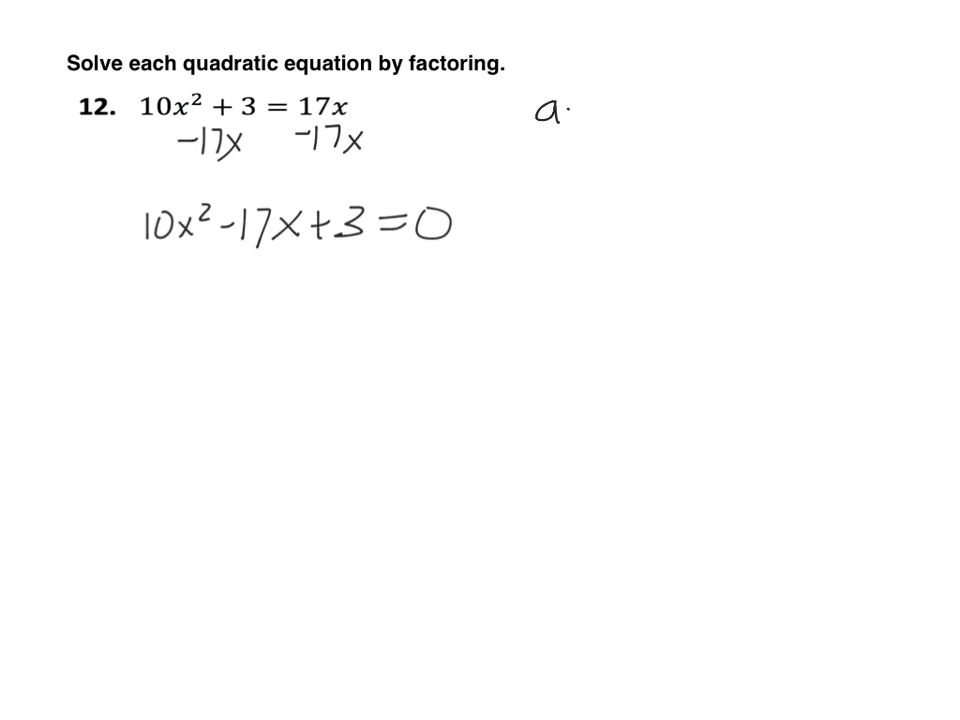 Solve each quadratic equation by factoring.
12. 10x² + 3 = 17x
a·
-17x -17x
10x² -17x + 3 = 0